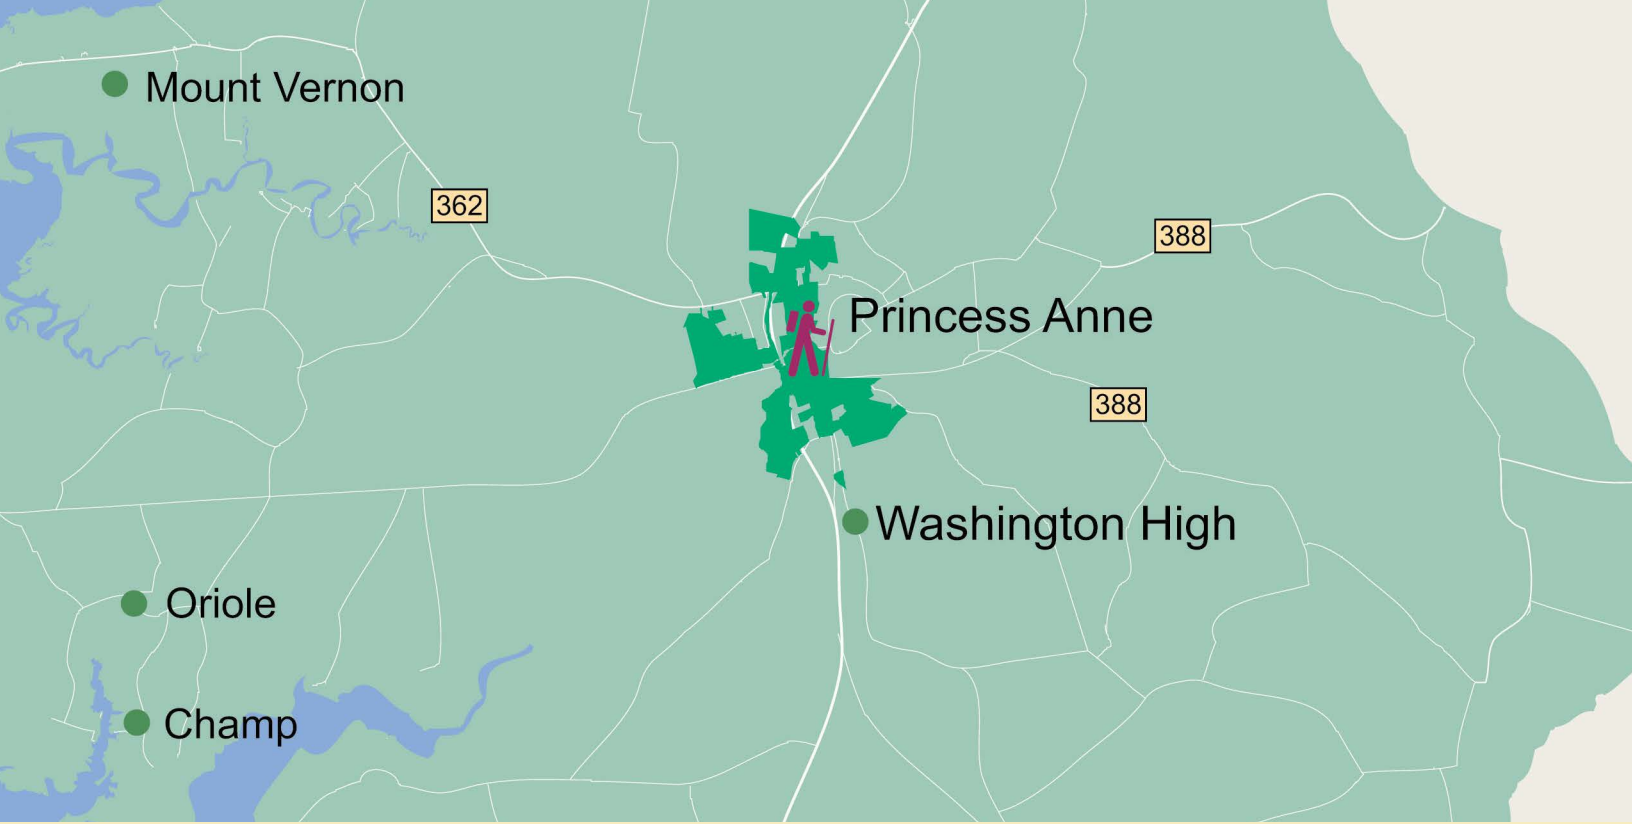 Mount Vernon
362
388
Princess Anne
388
Washington High
Oriole
Champ